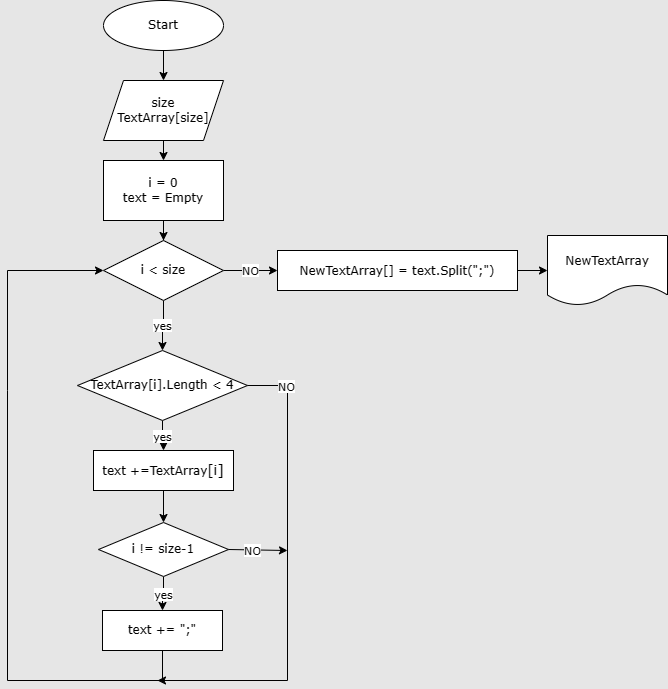 Start
size
TextArray[size]
i = 0
text = Empty
i < size
NO
NewTextArray[] = text.Split(";")
NewTextArray
yes
TextArray[i].Length < 4
NO
yes
text +=TextArray[i]
i != size-1
NO
yes
text += ";"